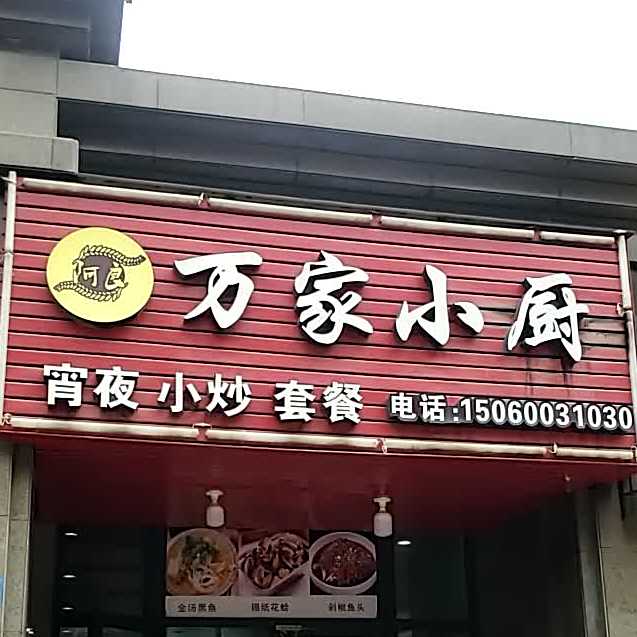 阿良
万家小厨
宵夜 小炒 套餐 电话:15060031030
金汤黑鱼 锡纸花蛤 剁椒鱼头